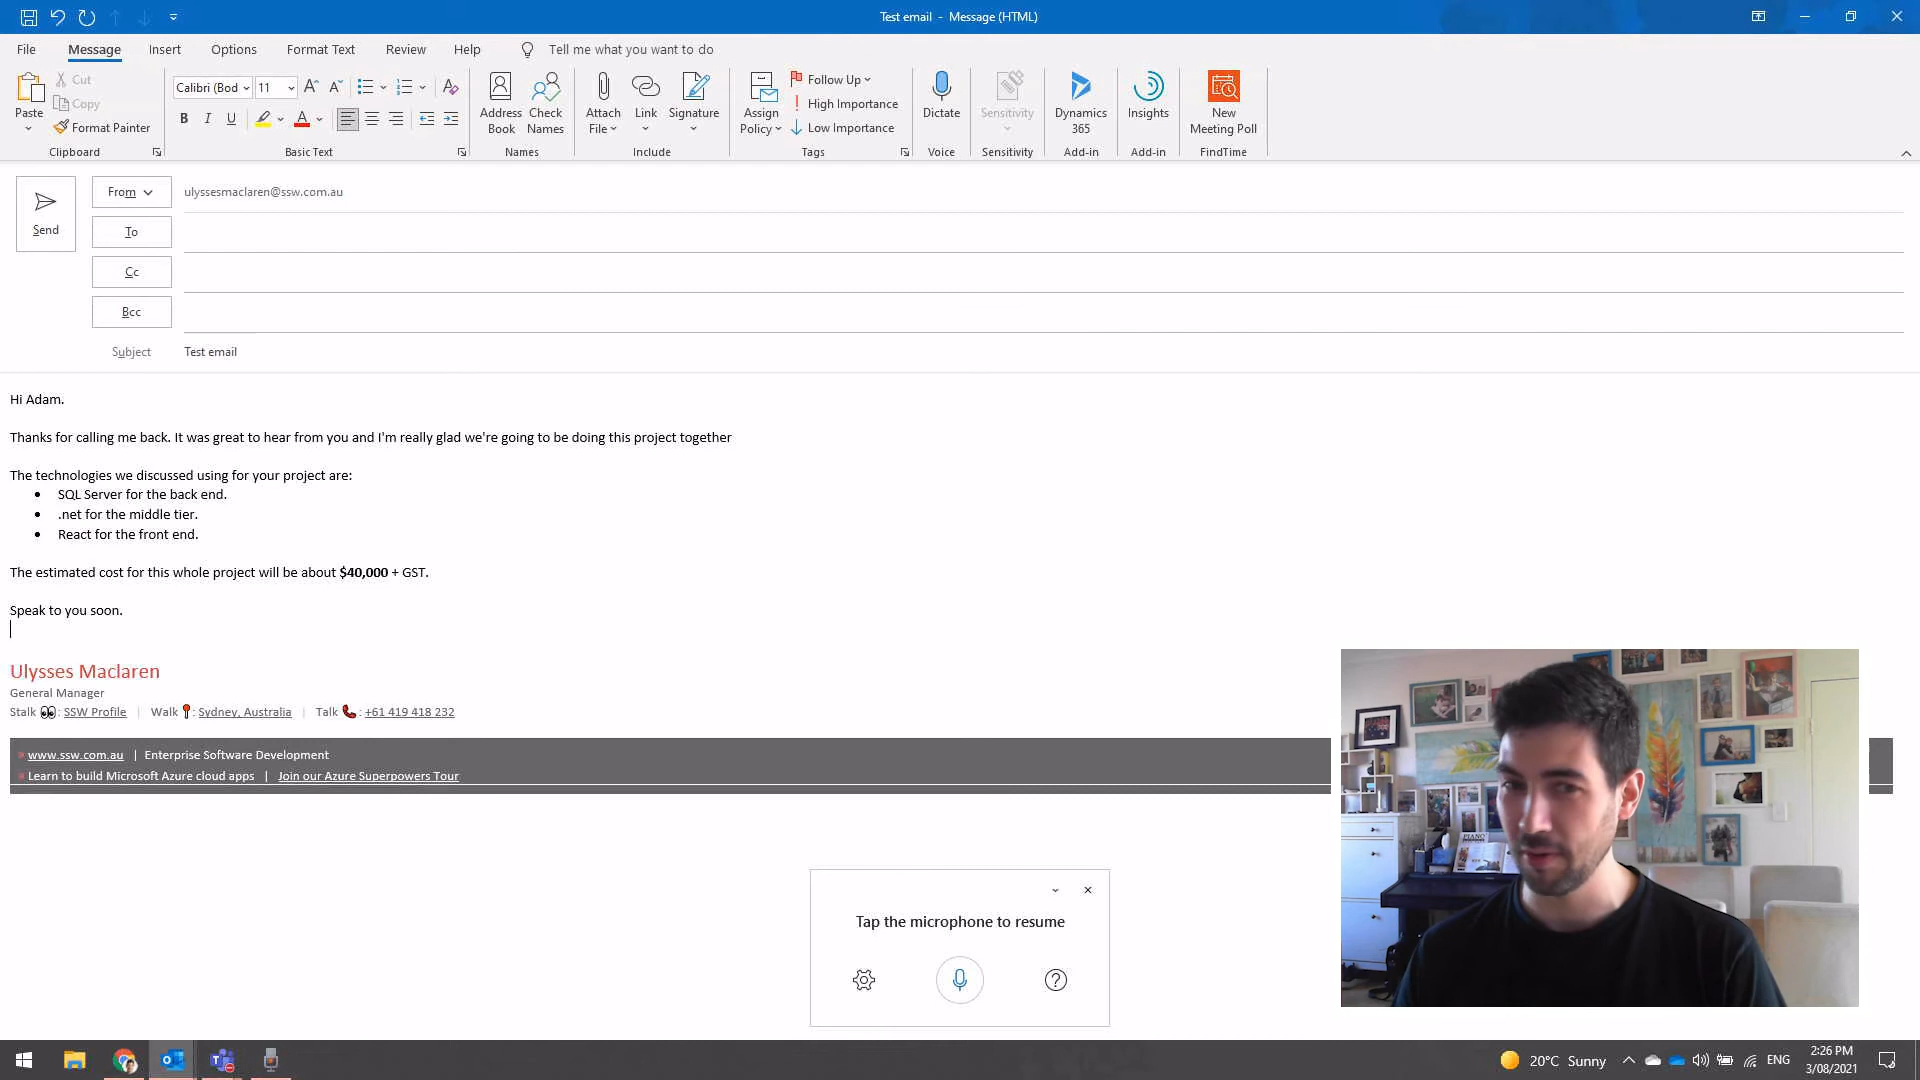 Test email - Message (HTML)
File Message Insert Options Format Text Review Help Tell me what you want to do
Paste
Cut
Copy
Format Painter
Clipboard
Calibri (Bod 11
B I U A
Basic Text
Address Book
Check Names
Names
Attach File
Link
Signature
Include
Assign Policy
Follow Up
High Importance
Low Importance
Tags
Dictate
Voice
Sensitivity
Sensitivity
Dynamics 365
Add-in
Insights
Add-in
New Meeting Poll
FindTime
Send
From ulyssesmaclaren@ssw.com.au
To
Cc
Bcc
Subject Test email
Hi Adam.
Thanks for calling me back. It was great to hear from you and I'm really glad we're going to be doing this project together
The technologies we discussed using for your project are:
• SQL Server for the back end.
• .net for the middle tier.
• React for the front end.
The estimated cost for this whole project will be about $40,000 + GST.
Speak to you soon.
Ulysses Maclaren
General Manager
Stalk : SSW Profile | Walk : Sydney, Australia | Talk : +61 419 418 232
» www.ssw.com.au | Enterprise Software Development
» Learn to build Microsoft Azure cloud apps | Join our Azure Superpowers Tour
PIANO
Tap the microphone to resume
20°C Sunny ENG 2:26 PM
3/08/2021